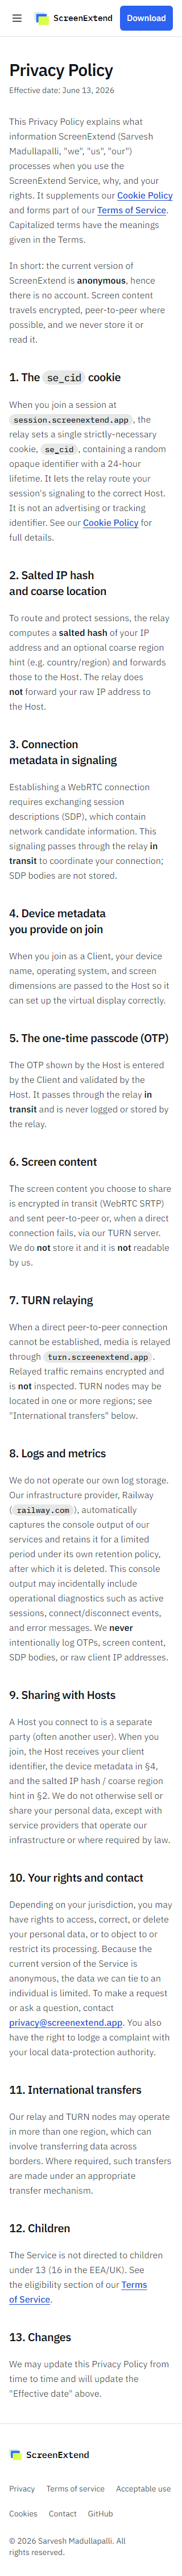 ScreenExtend
Download
Privacy Policy
Effective date: June 13, 2026
This Privacy Policy explains what
information ScreenExtend (Sarvesh
Madullapalli, "we", "us", "our")
processes when you use the
ScreenExtend Service, why, and your
rights. It supplements our Cookie Policy
and forms part of our Terms of Service.
Capitalized terms have the meanings
given in the Terms.
In short: the current version of
ScreenExtend is anonymous, hence
there is no account. Screen content
travels encrypted, peer-to-peer where
possible, and we never store it or
read it.
1. The se_cid cookie
When you join a session at
session.screenextend.app, the
relay sets a single strictly-necessary
cookie, se_cid, containing a random
opaque identifier with a 24-hour
lifetime. It lets the relay route your
session's signaling to the correct Host.
It is not an advertising or tracking
identifier. See our Cookie Policy for
full details.
2. Salted IP hash
and coarse location
To route and protect sessions, the relay
computes a salted hash of your IP
address and an optional coarse region
hint (e.g. country/region) and forwards
those to the Host. The relay does
not forward your raw IP address to
the Host.
3. Connection
metadata in signaling
Establishing a WebRTC connection
requires exchanging session
descriptions (SDP), which contain
network candidate information. This
signaling passes through the relay in
transit to coordinate your connection;
SDP bodies are not stored.
4. Device metadata
you provide on join
When you join as a Client, your device
name, operating system, and screen
dimensions are passed to the Host so it
can set up the virtual display correctly.
5. The one-time passcode (OTP)
The OTP shown by the Host is entered
by the Client and validated by the
Host. It passes through the relay in
transit and is never logged or stored by
the relay.
6. Screen content
The screen content you choose to share
is encrypted in transit (WebRTC SRTP)
and sent peer-to-peer or, when a direct
connection fails, via our TURN server.
We do not store it and it is not readable
by us.
7. TURN relaying
When a direct peer-to-peer connection
cannot be established, media is relayed
through turn.screenextend.app.
Relayed traffic remains encrypted and
is not inspected. TURN nodes may be
located in one or more regions; see
"International transfers" below.
8. Logs and metrics
We do not operate our own log storage.
Our infrastructure provider, Railway
(railway.com), automatically
captures the console output of our
services and retains it for a limited
period under its own retention policy,
after which it is deleted. This console
output may incidentally include
operational diagnostics such as active
sessions, connect/disconnect events,
and error messages. We never
intentionally log OTPs, screen content,
SDP bodies, or raw client IP addresses.
9. Sharing with Hosts
A Host you connect to is a separate
party (often another user). When you
join, the Host receives your client
identifier, the device metadata in §4,
and the salted IP hash / coarse region
hint in §2. We do not otherwise sell or
share your personal data, except with
service providers that operate our
infrastructure or where required by law.
10. Your rights and contact
Depending on your jurisdiction, you may
have rights to access, correct, or delete
your personal data, or to object to or
restrict its processing. Because the
current version of the Service is
anonymous, the data we can tie to an
individual is limited. To make a request
or ask a question, contact
privacy@screenextend.app. You also
have the right to lodge a complaint with
your local data-protection authority.
11. International transfers
Our relay and TURN nodes may operate
in more than one region, which can
involve transferring data across
borders. Where required, such transfers
are made under an appropriate
transfer mechanism.
12. Children
The Service is not directed to children
under 13 (16 in the EEA/UK). See
the eligibility section of our Terms
of Service.
13. Changes
We may update this Privacy Policy from
time to time and will update the
"Effective date" above.
ScreenExtend
Privacy Terms of service Acceptable use
Cookies Contact GitHub
© 2026 Sarvesh Madullapalli. All
rights reserved.